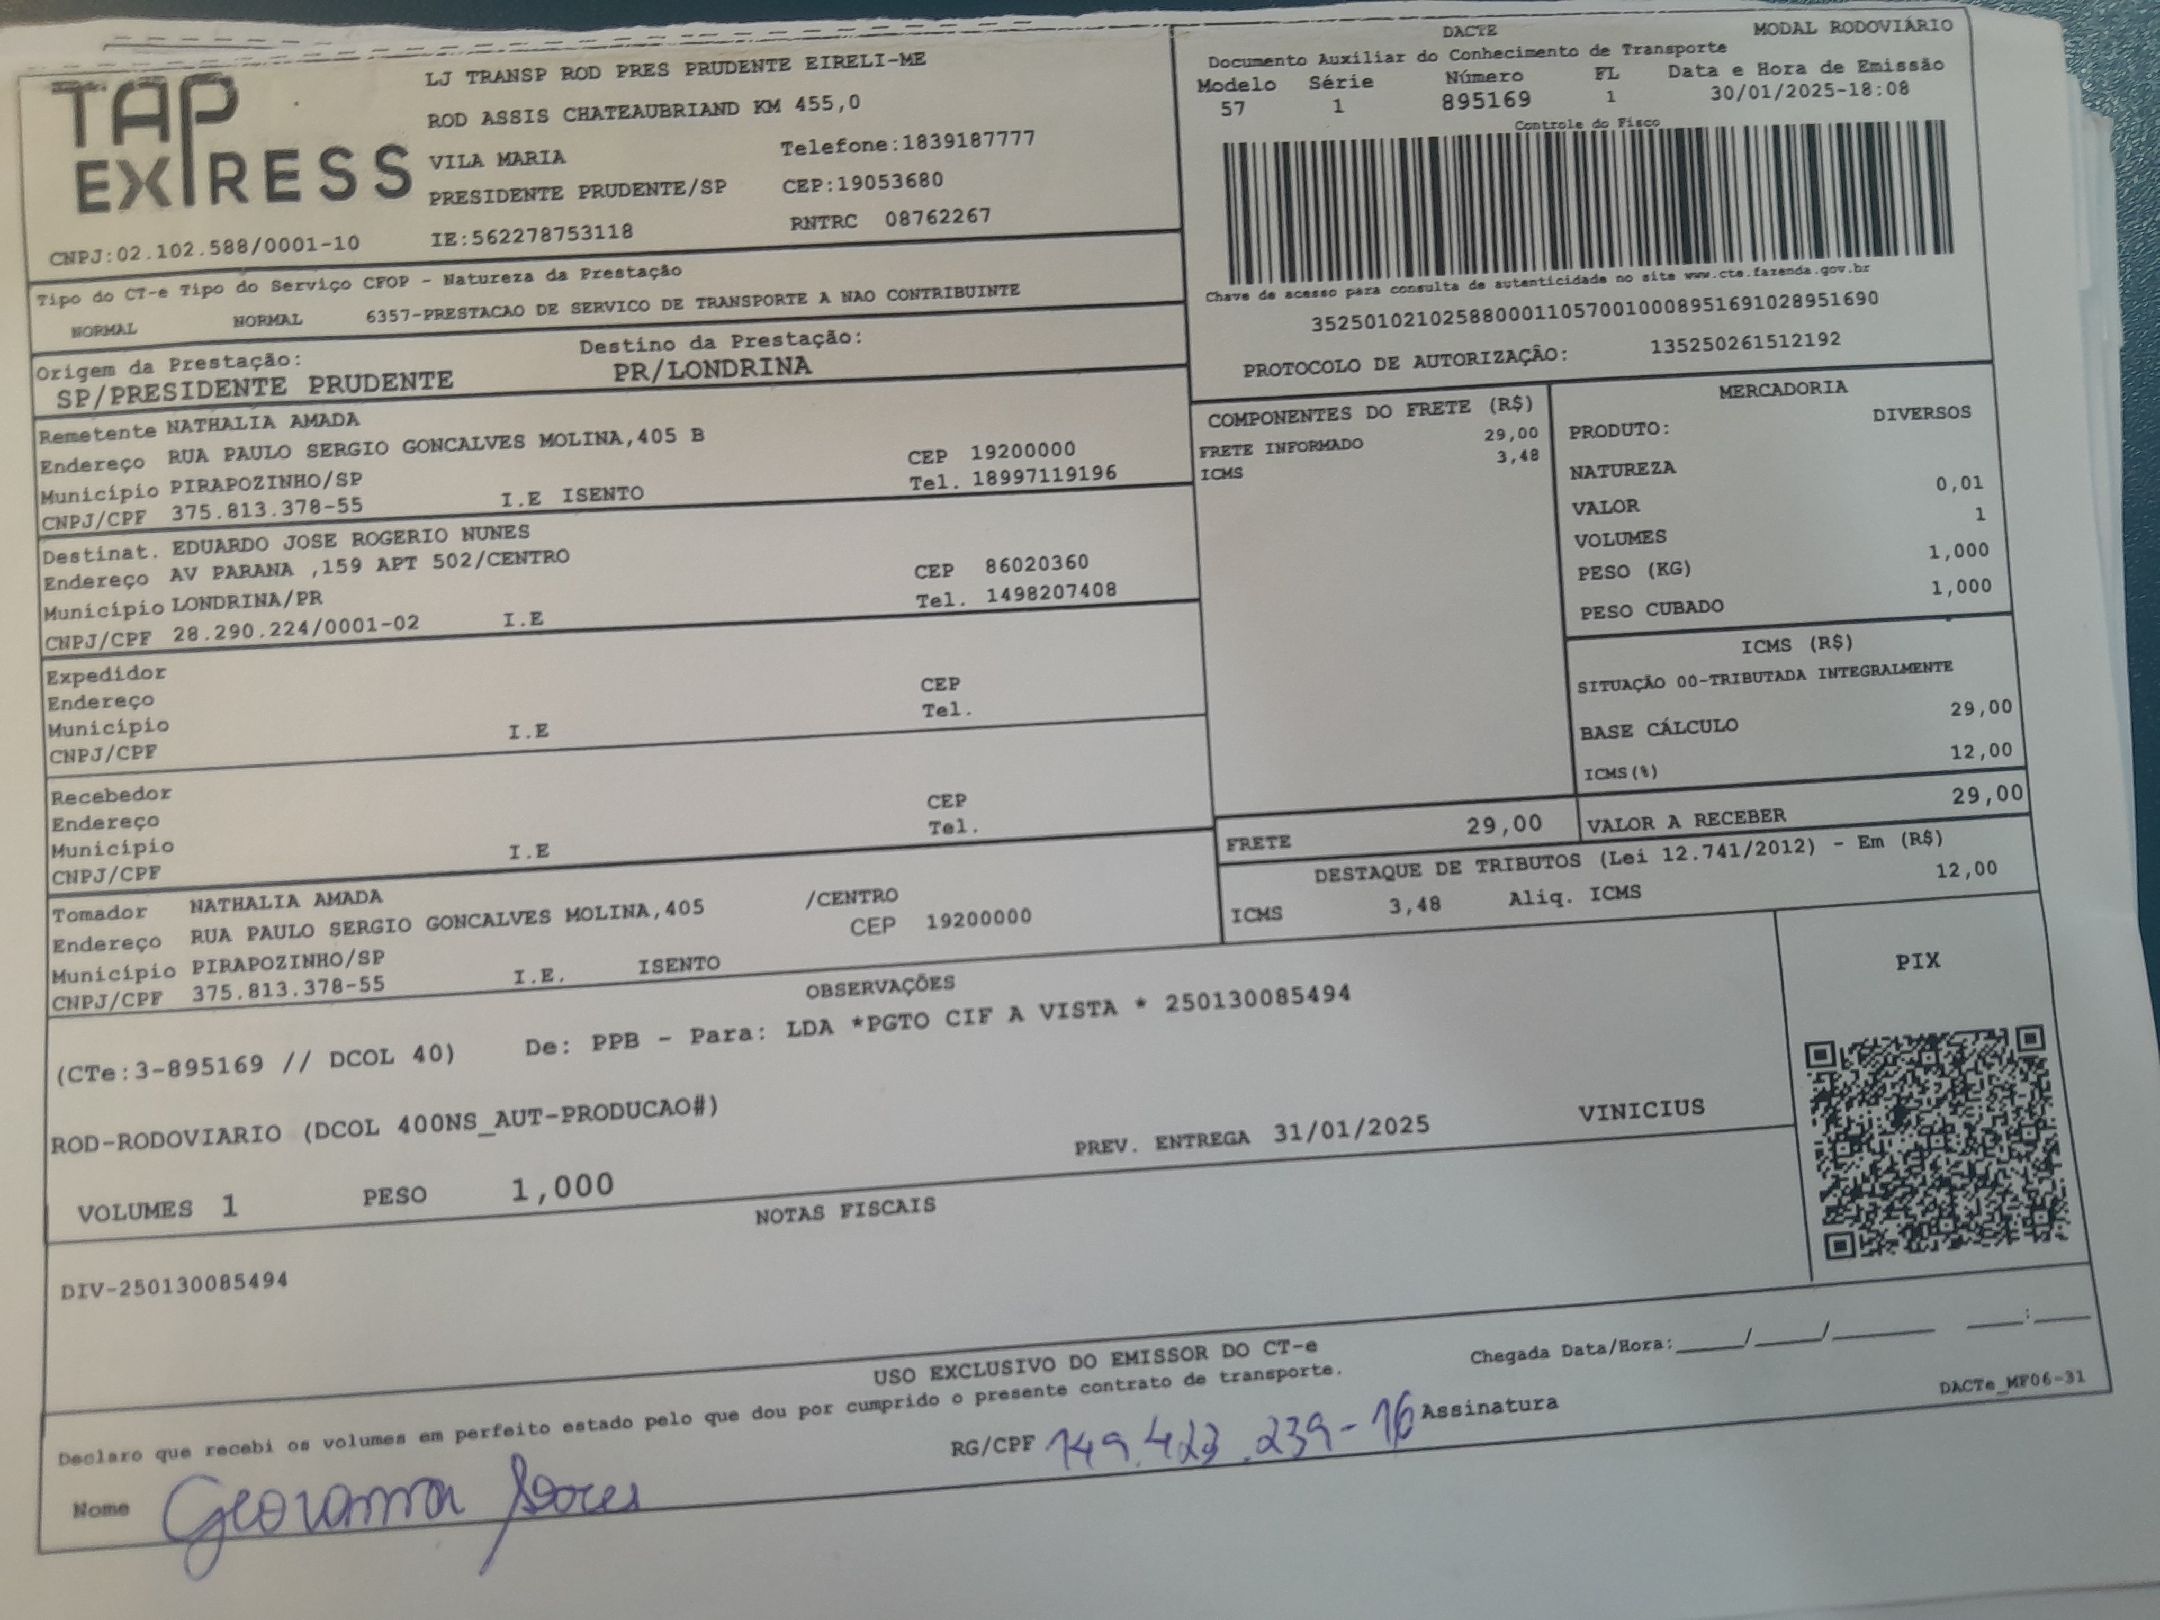 TAP
EXPRESS
CNPJ:02.102.588/0001-10
LJ TRANSP ROD PRES PRUDENTE EIRELI-ME
ROD ASSIS CHATEAUBRIAND KM 455,0
VILA MARIA Telefone:1839187777
PRESIDENTE PRUDENTE/SP CEP:19053680
IE:562278753118 RNTRC 08762267
DACTE MODAL RODOVIÁRIO
Documento Auxiliar do Conhecimento de Transporte
Modelo Série Número FL Data e Hora de Emissão
57 1 895169 1 30/01/2025-18:08
Controle do Fisco
Chave de acesso para consulta de autenticidade no site www.cte.fazenda.gov.br
35250102102588000110570010008951691028951690
PROTOCOLO DE AUTORIZAÇÃO: 135250261512192
Tipo do CT-e Tipo do Serviço CFOP - Natureza da Prestação
NORMAL NORMAL 6357-PRESTACAO DE SERVICO DE TRANSPORTE A NAO CONTRIBUINTE
Origem da Prestação: Destino da Prestação:
SP/PRESIDENTE PRUDENTE PR/LONDRINA
Remetente NATHALIA AMADA
Endereço RUA PAULO SERGIO GONCALVES MOLINA,405 B CEP 19200000
Município PIRAPOZINHO/SP Tel. 18997119196
CNPJ/CPF 375.813.378-55 I.E ISENTO
Destinat. EDUARDO JOSE ROGERIO NUNES
Endereço AV PARANA ,159 APT 502/CENTRO CEP 86020360
Município LONDRINA/PR Tel. 1498207408
CNPJ/CPF 28.290.224/0001-02 I.E
Expedidor
Endereço CEP
Município I.E Tel.
CNPJ/CPF
Recebedor
Endereço CEP
Município I.E Tel.
CNPJ/CPF
Tomador NATHALIA AMADA
Endereço RUA PAULO SERGIO GONCALVES MOLINA,405 /CENTRO
Município PIRAPOZINHO/SP CEP 19200000
CNPJ/CPF 375.813.378-55 I.E. ISENTO
COMPONENTES DO FRETE (R$)
FRETE INFORMADO 29,00
ICMS 3,48
MERCADORIA
PRODUTO: DIVERSOS
NATUREZA
VALOR 0,01
VOLUMES 1
PESO (KG) 1,000
PESO CUBADO 1,000
ICMS (R$)
SITUAÇÃO 00-TRIBUTADA INTEGRALMENTE
BASE CÁLCULO 29,00
ICMS(%) 12,00
FRETE 29,00 VALOR A RECEBER 29,00
DESTAQUE DE TRIBUTOS (Lei 12.741/2012) - Em (R$)
ICMS 3,48 Aliq. ICMS 12,00
OBSERVAÇÕES
(CTe:3-895169 // DCOL 40) De: PPB - Para: LDA *PGTO CIF A VISTA * 250130085494
ROD-RODOVIARIO (DCOL 400NS_AUT-PRODUCAO#)
PREV. ENTREGA 31/01/2025 VINICIUS
VOLUMES 1 PESO 1,000
PIX
NOTAS FISCAIS
DIV-250130085494
USO EXCLUSIVO DO EMISSOR DO CT-e
Declaro que recebi os volumes em perfeito estado pelo que dou por cumprido o presente contrato de transporte.
Chegada Data/Hora:____/____/______ ___:___
DACTe_MF06-31
Nome Geovanna Soares RG/CPF 149.423.239-16 Assinatura